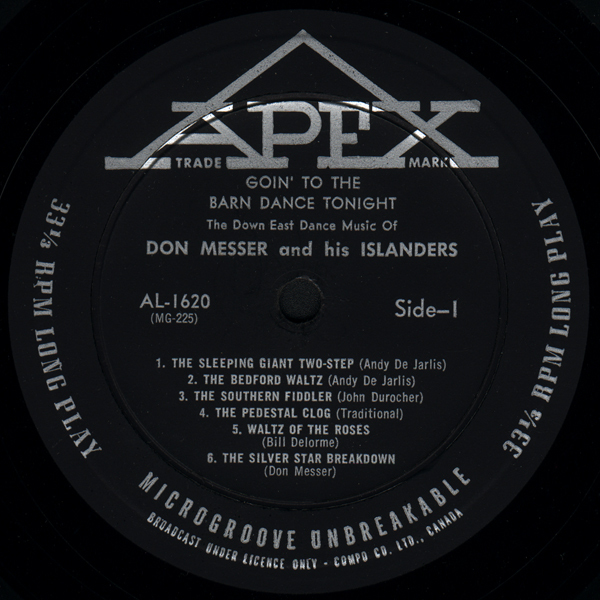 APEX
TRADE MARK
GOIN' TO THE
BARN DANCE TONIGHT
The Down East Dance Music Of
DON MESSER and his ISLANDERS
AL-1620
(MG-225)
Side–1
1. THE SLEEPING GIANT TWO-STEP (Andy De Jarlis)
2. THE BEDFORD WALTZ (Andy De Jarlis)
3. THE SOUTHERN FIDDLER (John Durocher)
4. THE PEDESTAL CLOG (Traditional)
5. WALTZ OF THE ROSES
(Bill Delorme)
6. THE SILVER STAR BREAKDOWN
(Don Messer)
33⅓ RPM LONG PLAY
33⅓ RPM LONG PLAY
MICROGROOVE UNBREAKABLE
BROADCAST UNDER LICENCE ONLY - COMPO CO. LTD., CANADA